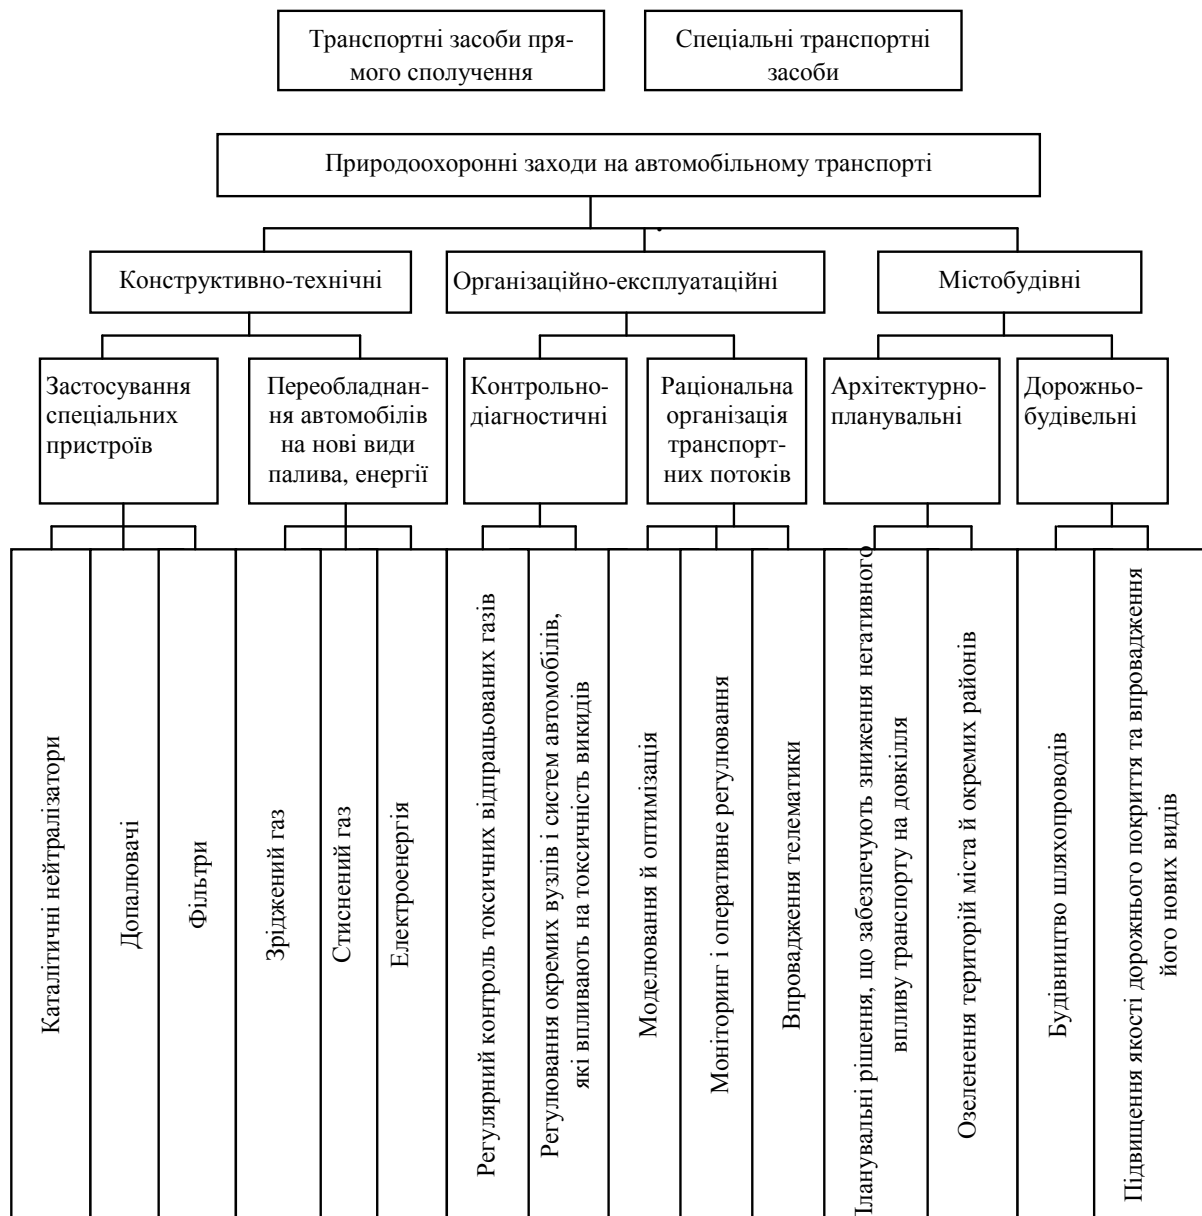 Транспортні засоби пря-
мого сполучення
Спеціальні транспортні
засоби
Природоохоронні заходи на автомобільному транспорті
Конструктивно-технічні
Організаційно-експлуатаційні
Містобудівні
Застосування
спеціальних
пристроїв
Переобладнан-
ня автомобілів
на нові види
палива, енергії
Контрольно-
діагностичні
Раціональна
організація
транспорт-
них потоків
Архітектурно-
планувальні
Дорожньо-
будівельні
Каталітичні нейтралізатори
Допалювачі
Фільтри
Зріджений газ
Стиснений газ
Електроенергія
Регулярний контроль токсичних відпрацьованих газів
Регулювання окремих вузлів і систем автомобілів,
які впливають на токсичність викидів
Моделювання й оптимізація
Моніторинг і оперативне регулювання
Впровадження телематики
Планувальні рішення, що забезпечують зниження негативного
впливу транспорту на довкілля
Озеленення територій міста й окремих районів
Будівництво шляхопроводів
Підвищення якості дорожнього покриття та впровадження
його нових видів